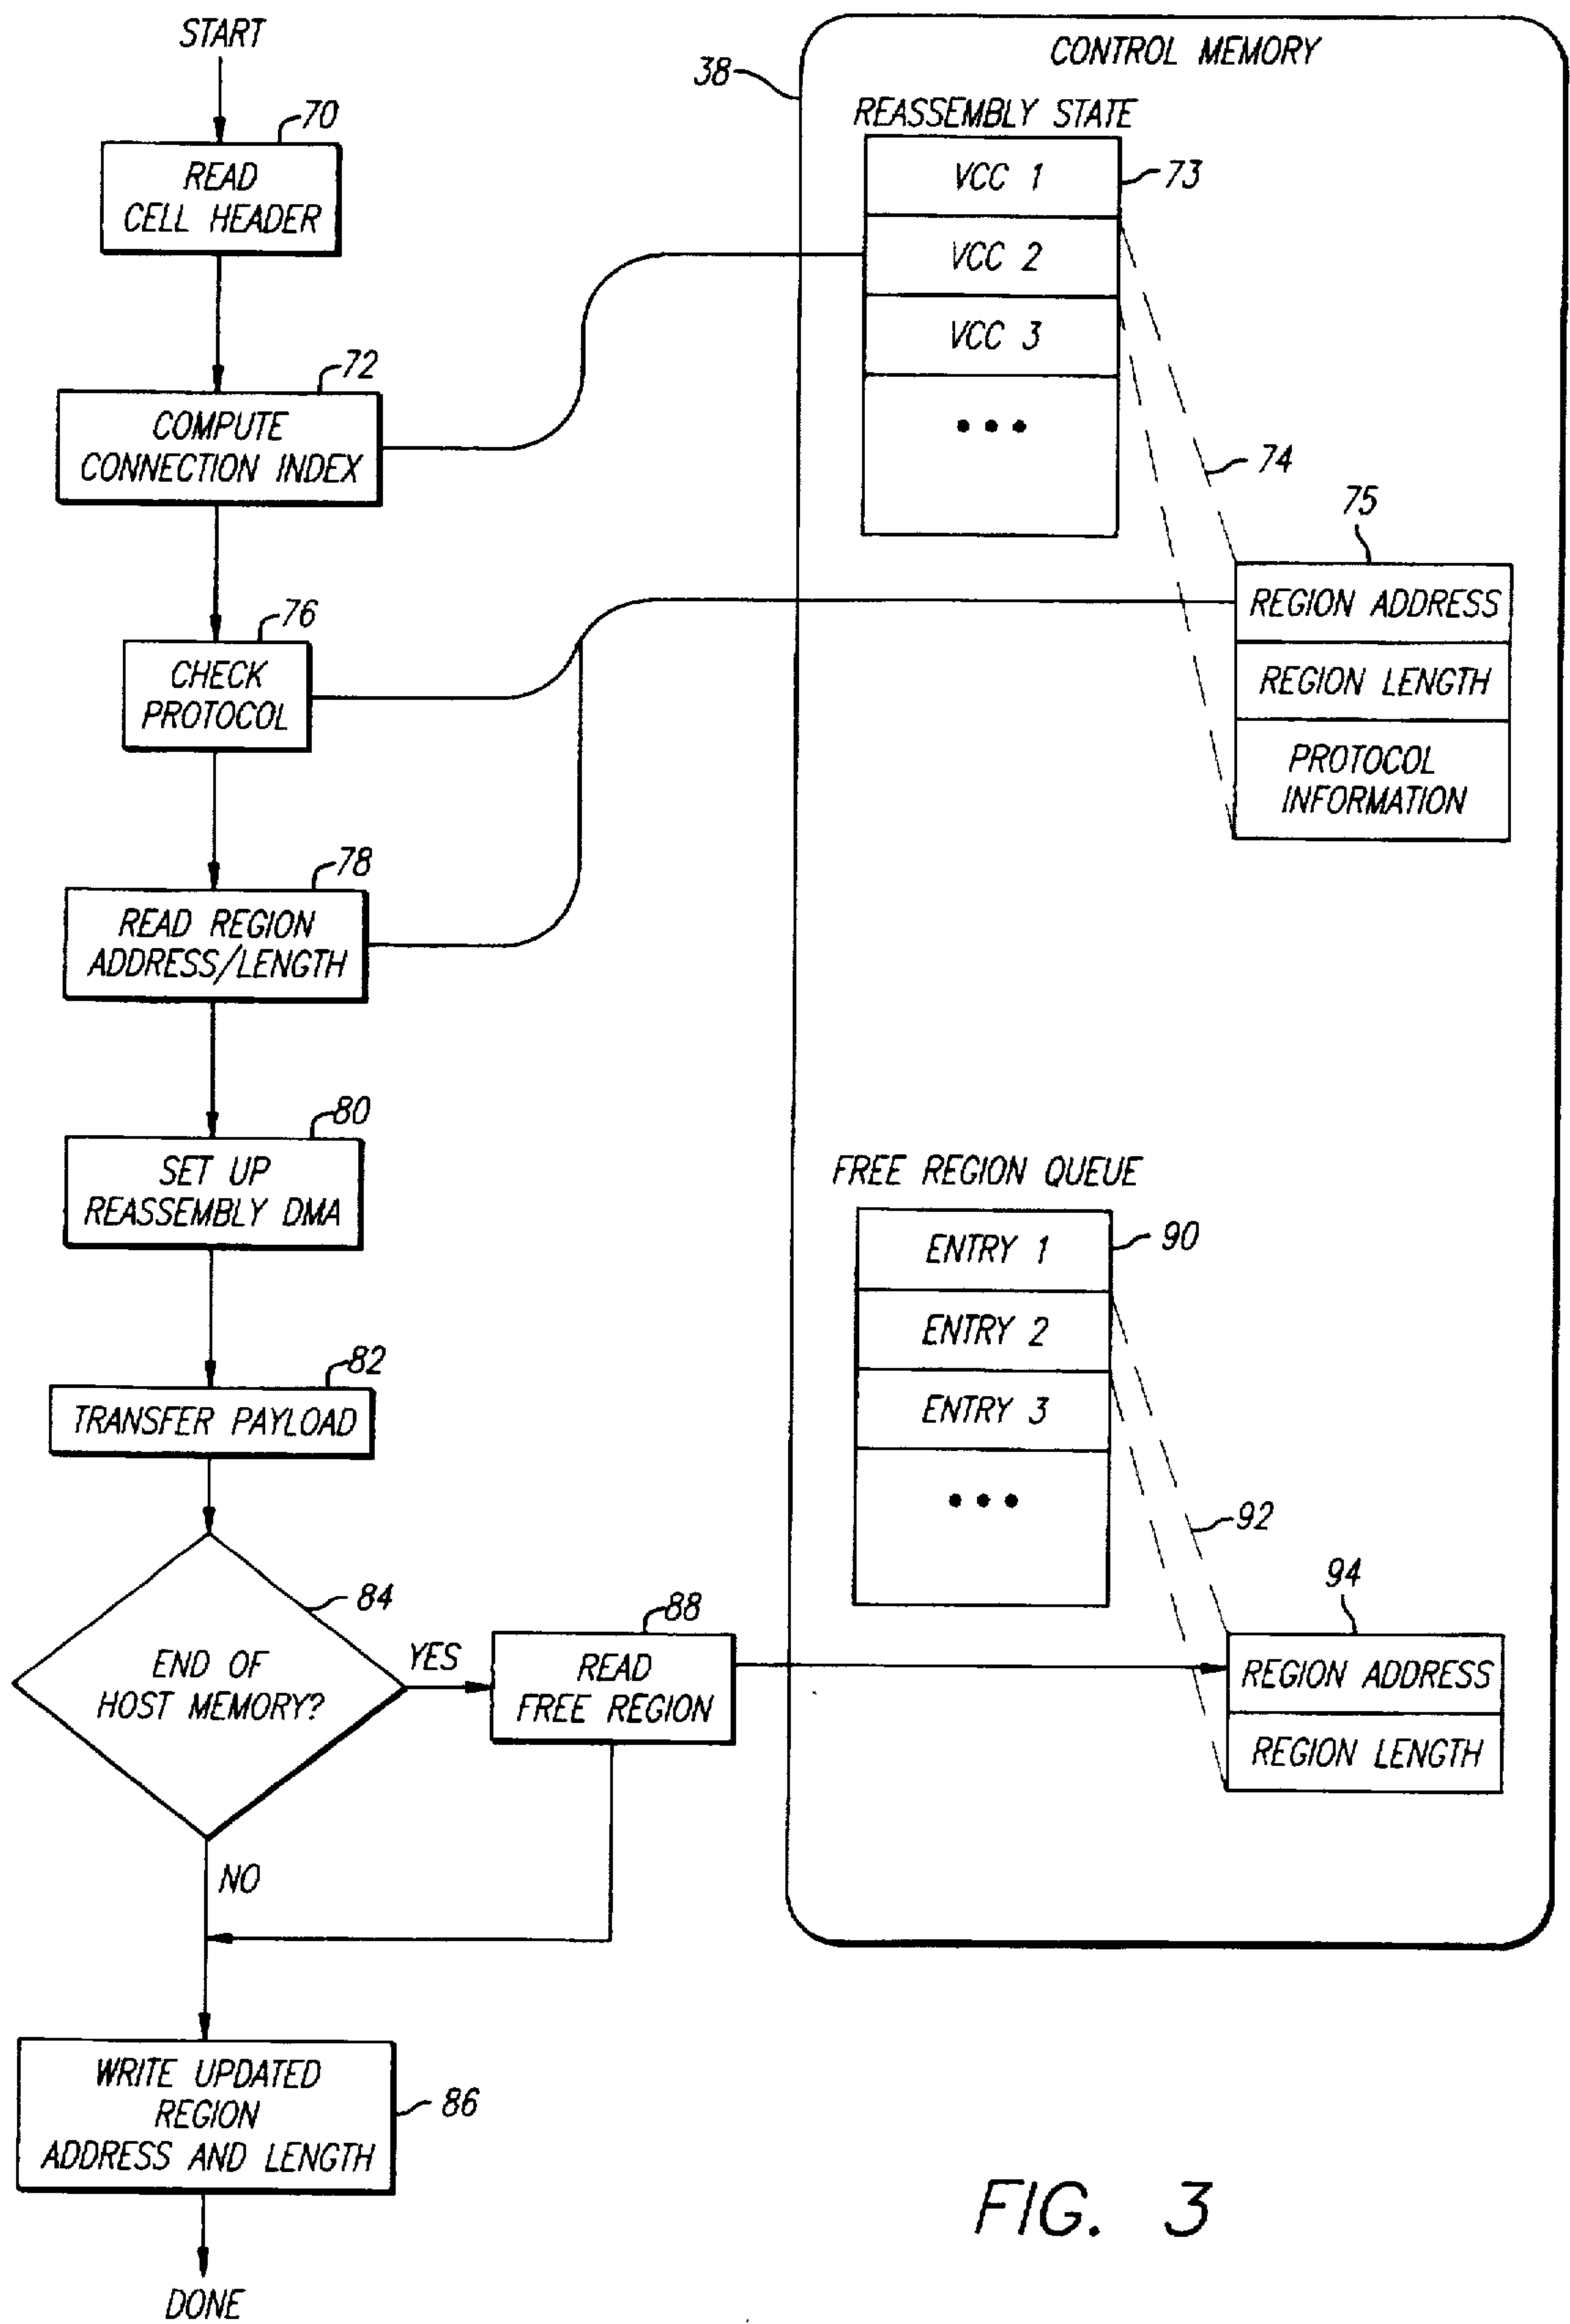 START
70
READ
CELL HEADER
72
COMPUTE
CONNECTION INDEX
76
CHECK
PROTOCOL
78
READ REGION
ADDRESS/LENGTH
80
SET UP
REASSEMBLY DMA
82
TRANSFER PAYLOAD
84
END OF
HOST MEMORY?
YES
NO
88
READ
FREE REGION
WRITE UPDATED
REGION
ADDRESS AND LENGTH
86
DONE
38
CONTROL MEMORY
REASSEMBLY STATE
VCC 1
73
VCC 2
VCC 3
•••
74
75
REGION ADDRESS
REGION LENGTH
PROTOCOL
INFORMATION
FREE REGION QUEUE
ENTRY 1
90
ENTRY 2
ENTRY 3
•••
92
94
REGION ADDRESS
REGION LENGTH
FIG. 3